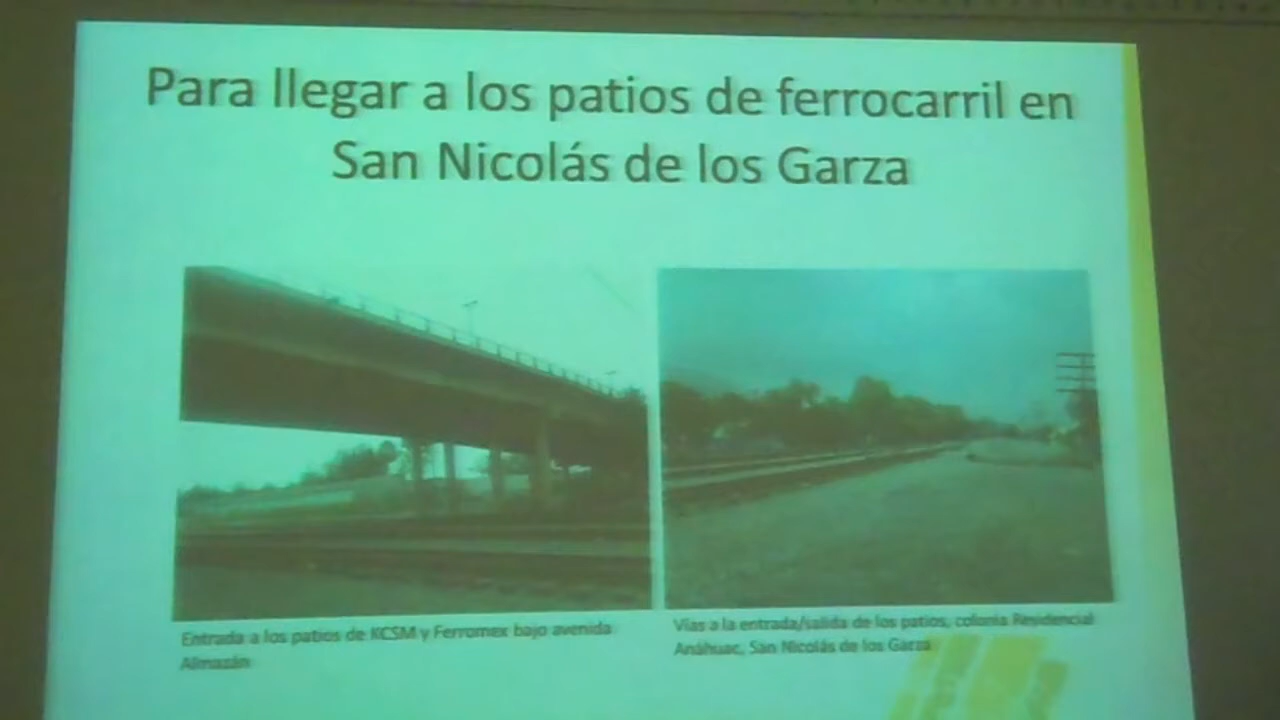 Para llegar a los patios de ferrocarril en
San Nicolás de los Garza
Entrada a los patios de KCSM y Ferromex bajo avenida
Almazán
Vías a la entrada/salida de los patios, colonia Residencial
Anáhuac, San Nicolás de los Garza